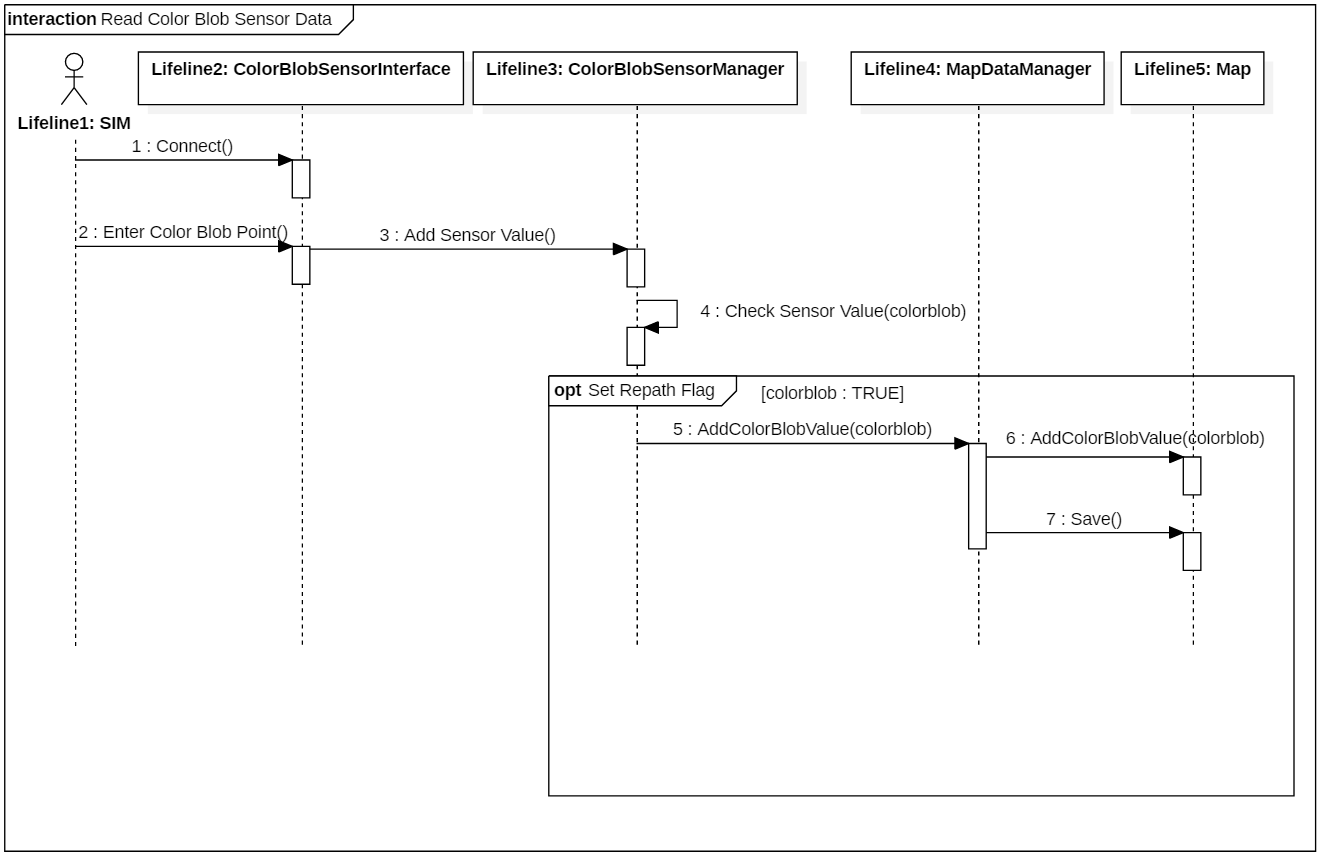 interaction Read Color Blob Sensor Data
Lifeline1: SIM
Lifeline2: ColorBlobSensorInterface
Lifeline3: ColorBlobSensorManager
Lifeline4: MapDataManager
Lifeline5: Map
1 : Connect()
2 : Enter Color Blob Point()
3 : Add Sensor Value()
4 : Check Sensor Value(colorblob)
opt Set Repath Flag
[colorblob : TRUE]
5 : AddColorBlobValue(colorblob)
6 : AddColorBlobValue(colorblob)
7 : Save()